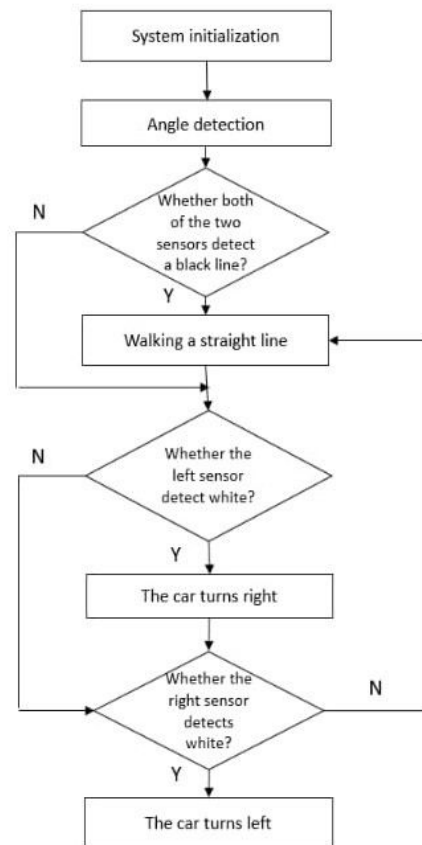 System initialization
Angle detection
N
Whether both
of the two
sensors detect
a black line?
Y
Walking a straight line
N
Whether the
left sensor
detect white?
Y
The car turns right
Whether the
right sensor
detects
white?
N
Y
The car turns left